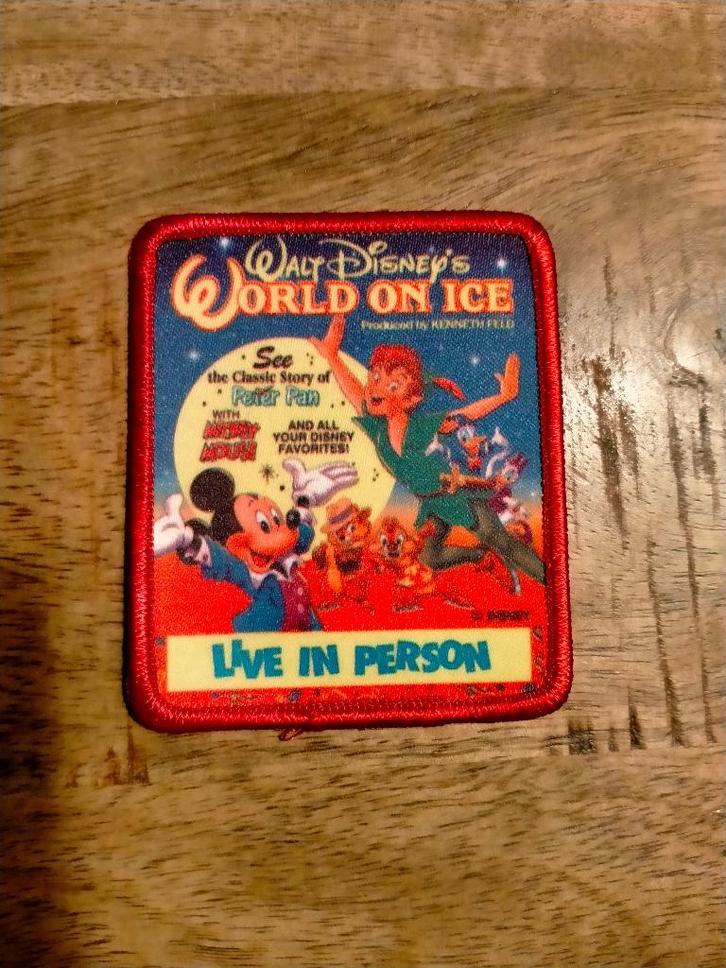 WALT DISNEY'S
WORLD ON ICE
Produced by KENNETH FELD
See
the Classic Story of
Peter Pan
WITH
MICKEY
MOUSE
AND ALL
YOUR DISNEY
FAVORITES!
© DISNEY
LIVE IN PERSON